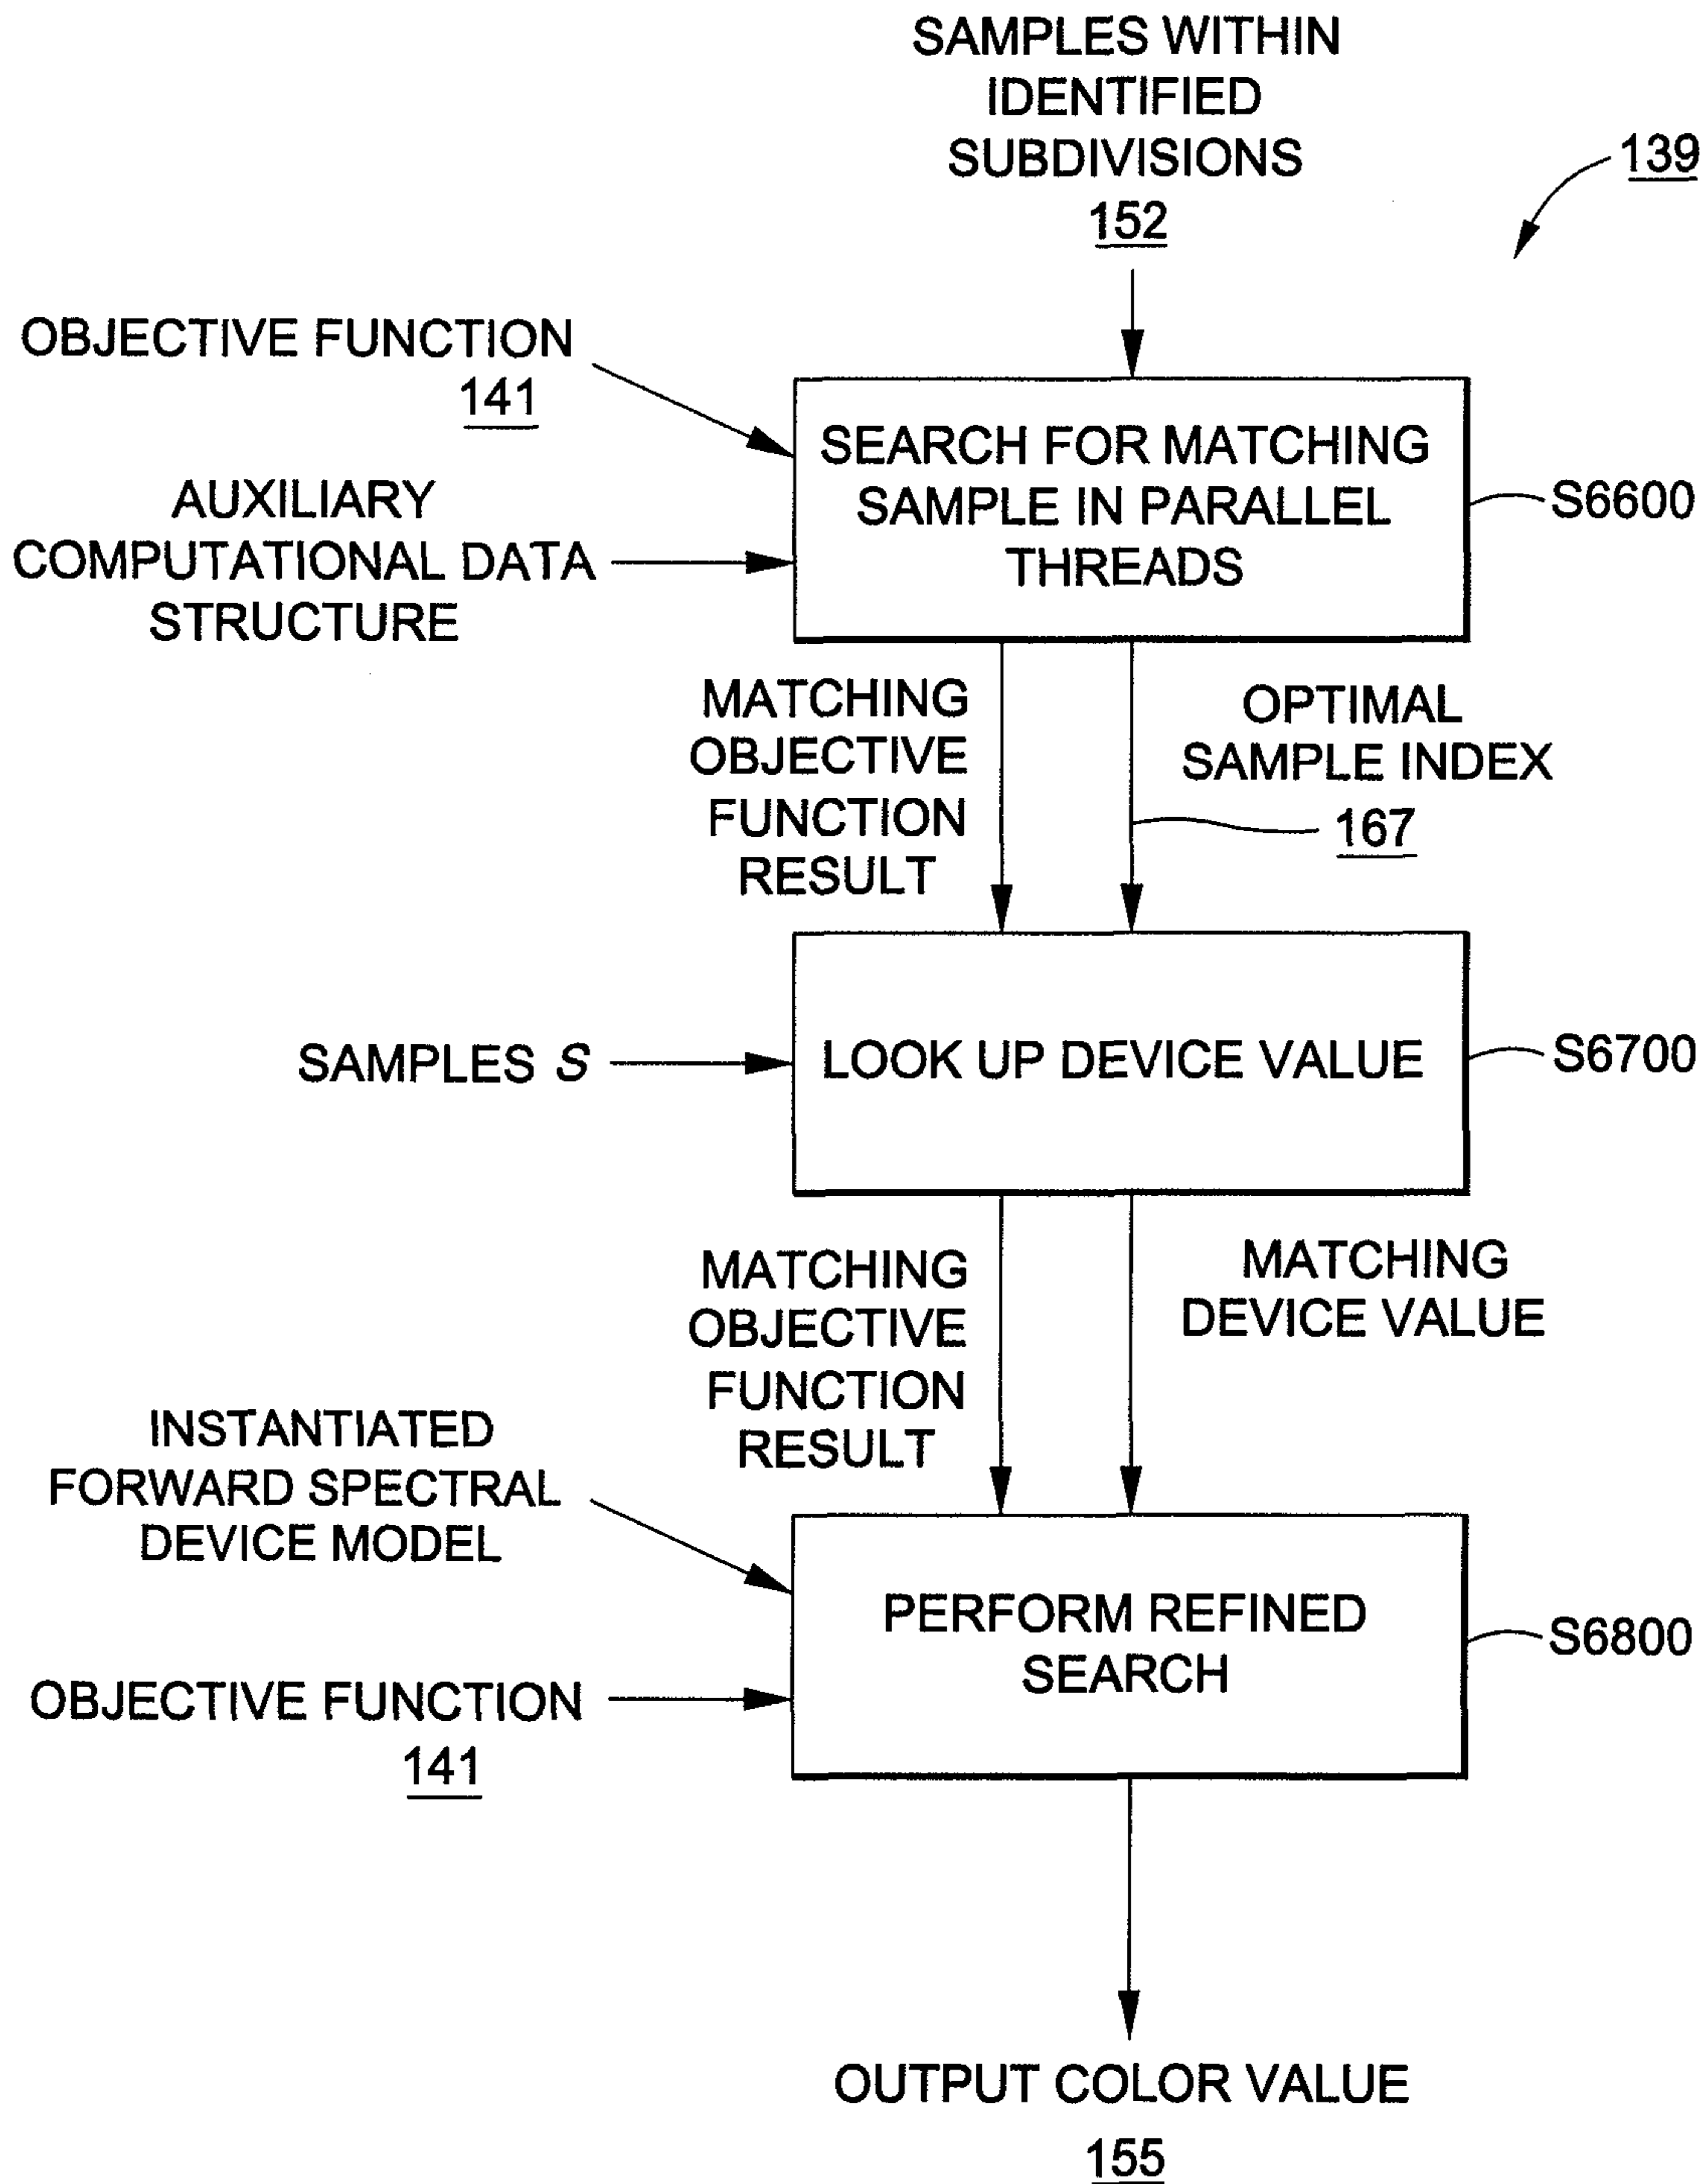 SAMPLES WITHIN
IDENTIFIED
SUBDIVISIONS
152
139
OBJECTIVE FUNCTION
141
AUXILIARY
COMPUTATIONAL DATA
STRUCTURE
SEARCH FOR MATCHING
SAMPLE IN PARALLEL
THREADS
S6600
MATCHING
OBJECTIVE
FUNCTION
RESULT
OPTIMAL
SAMPLE INDEX
167
SAMPLES S
LOOK UP DEVICE VALUE
S6700
MATCHING
OBJECTIVE
FUNCTION
RESULT
MATCHING
DEVICE VALUE
INSTANTIATED
FORWARD SPECTRAL
DEVICE MODEL
PERFORM REFINED
SEARCH
S6800
OBJECTIVE FUNCTION
141
OUTPUT COLOR VALUE
155